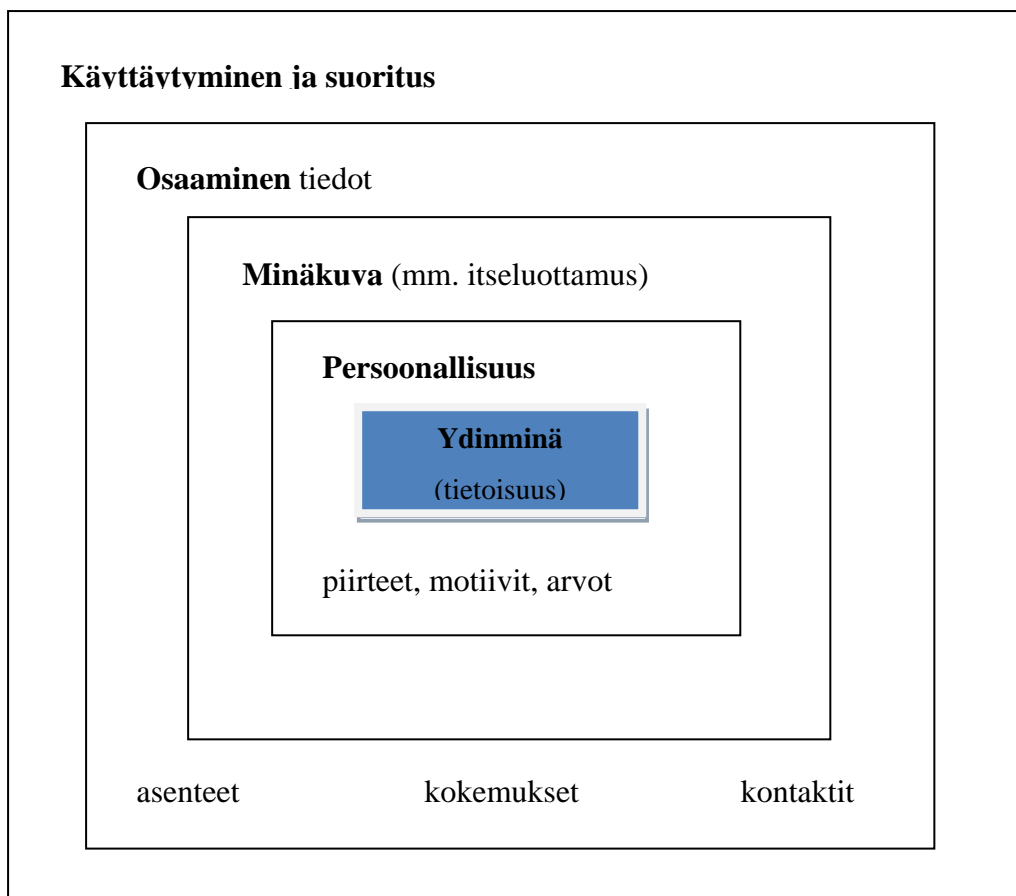 Käyttäytyminen ja suoritus
Osaaminen tiedot
Minäkuva (mm. itseluottamus)
Persoonallisuus
Ydinminä
(tietoisuus)
piirteet, motiivit, arvot
asenteet kokemukset kontaktit